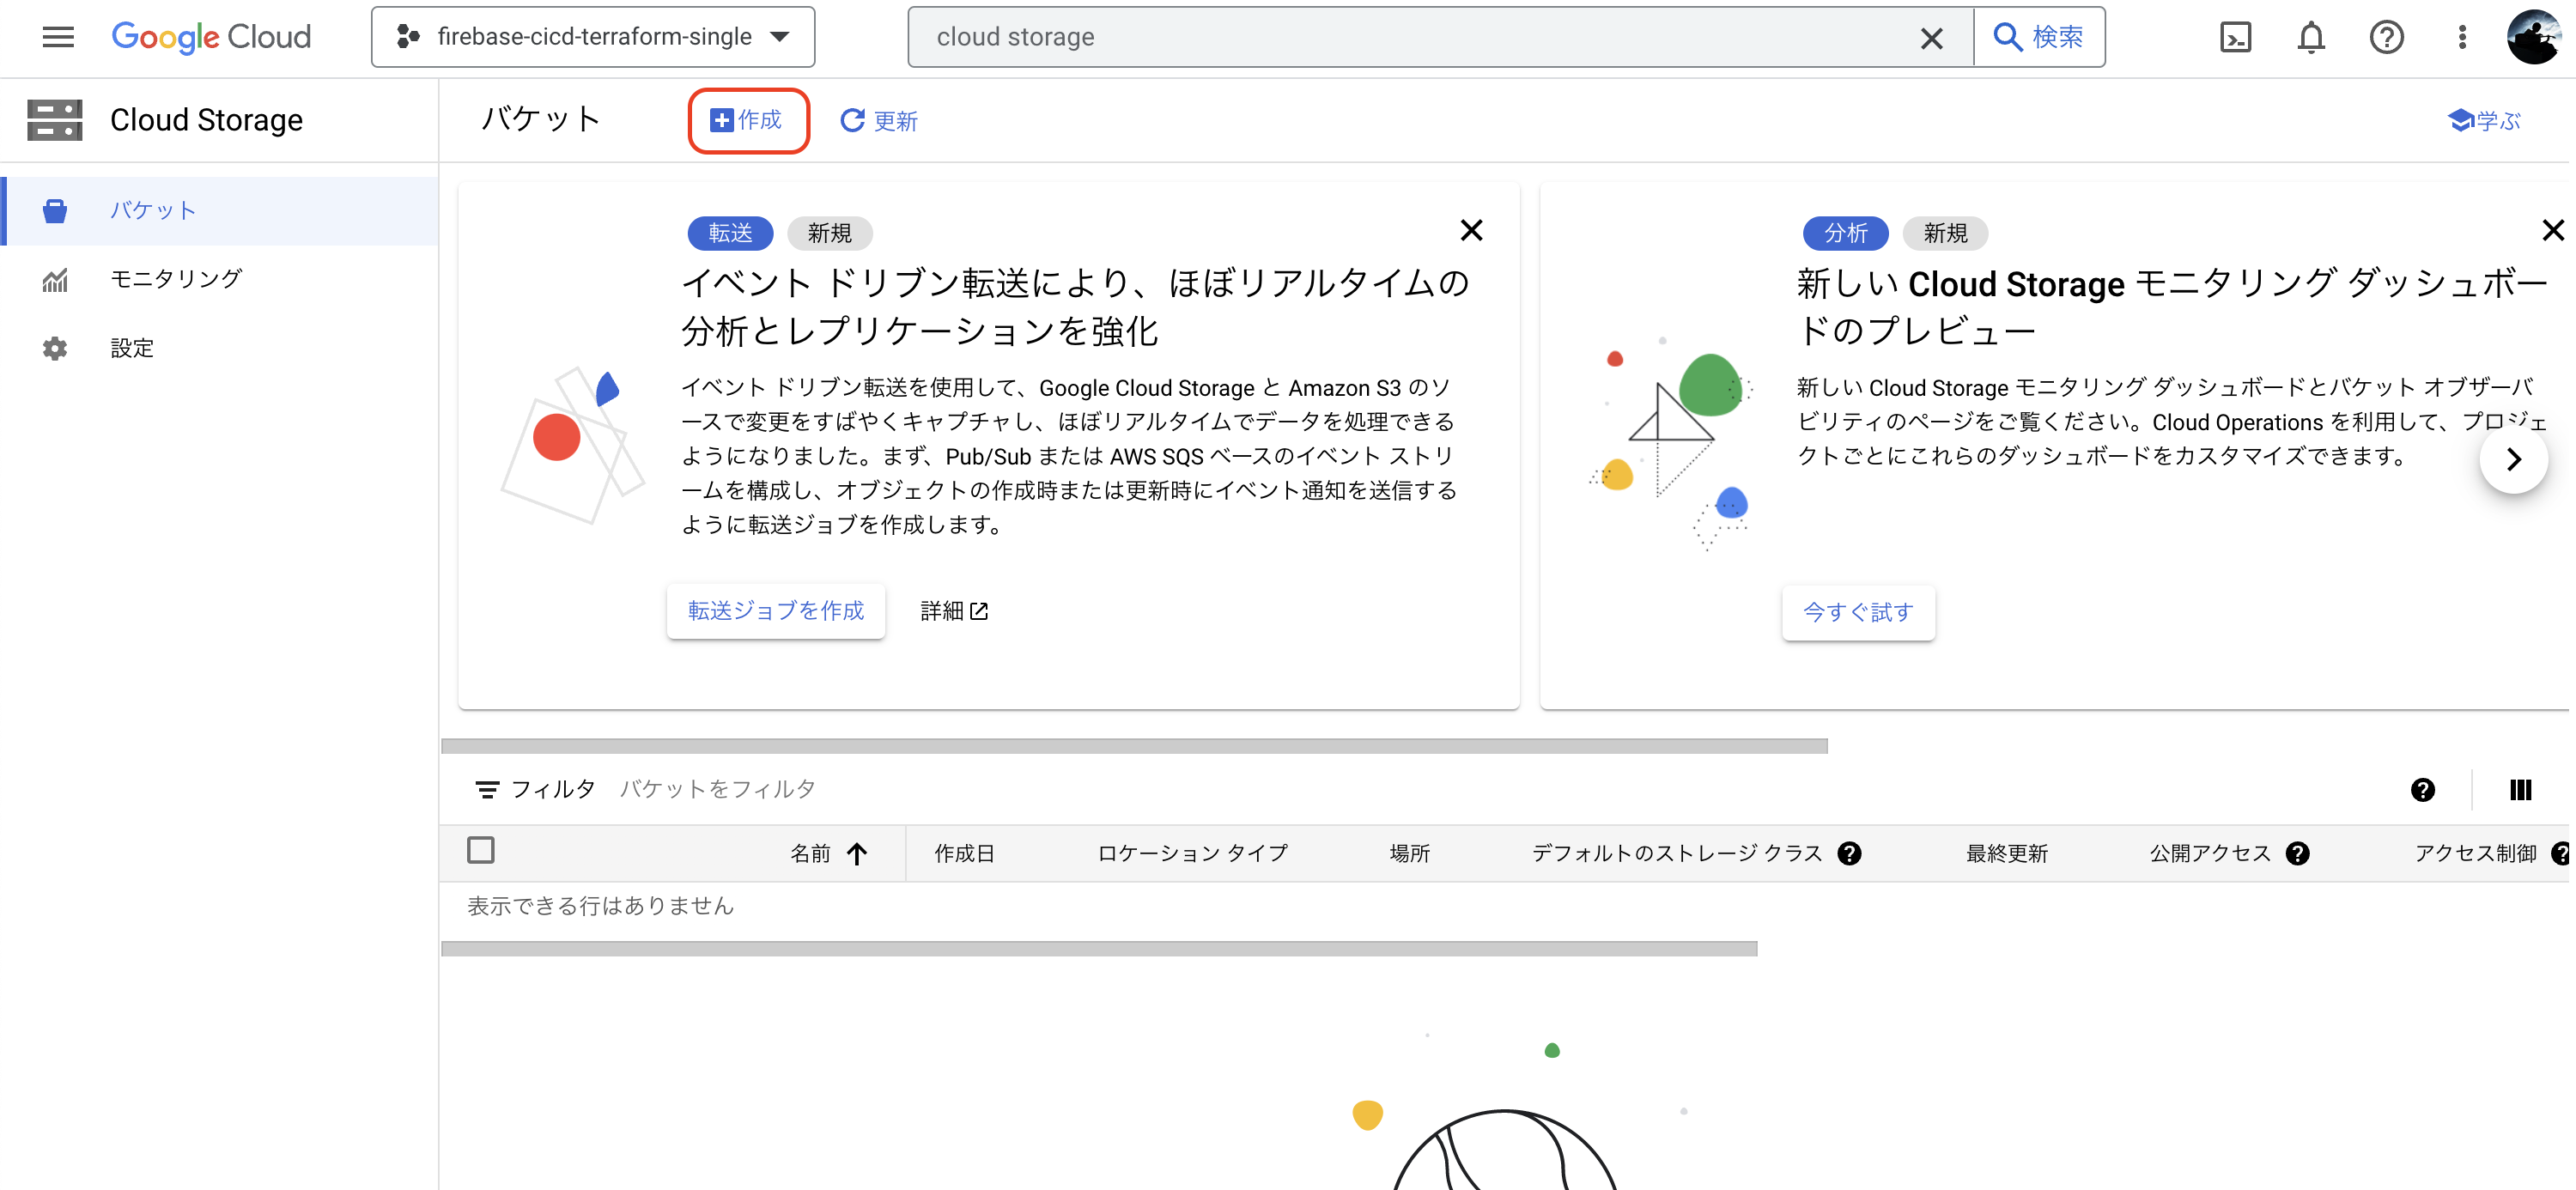 Google Cloud
firebase-cicd-terraform-single
cloud storage
検索
Cloud Storage
バケット
作成
更新
学ぶ
バケット
モニタリング
設定
転送
新規
イベント ドリブン転送により、ほぼリアルタイムの
分析とレプリケーションを強化
イベント ドリブン転送を使用して、Google Cloud Storage と Amazon S3 のソ
ースで変更をすばやくキャプチャし、ほぼリアルタイムでデータを処理できる
ようになりました。まず、Pub/Sub または AWS SQS ベースのイベント ストリ
ームを構成し、オブジェクトの作成時または更新時にイベント通知を送信する
ように転送ジョブを作成します。
転送ジョブを作成
詳細
分析
新規
新しい Cloud Storage モニタリング ダッシュボー
ドのプレビュー
新しい Cloud Storage モニタリング ダッシュボードとバケット オブザーバ
ビリティのページをご覧ください。Cloud Operations を利用して、プロジェ
クトごとにこれらのダッシュボードをカスタマイズできます。
今すぐ試す
フィルタ
バケットをフィルタ
名前
作成日
ロケーション タイプ
場所
デフォルトのストレージ クラス
最終更新
公開アクセス
アクセス制御
表示できる行はありません